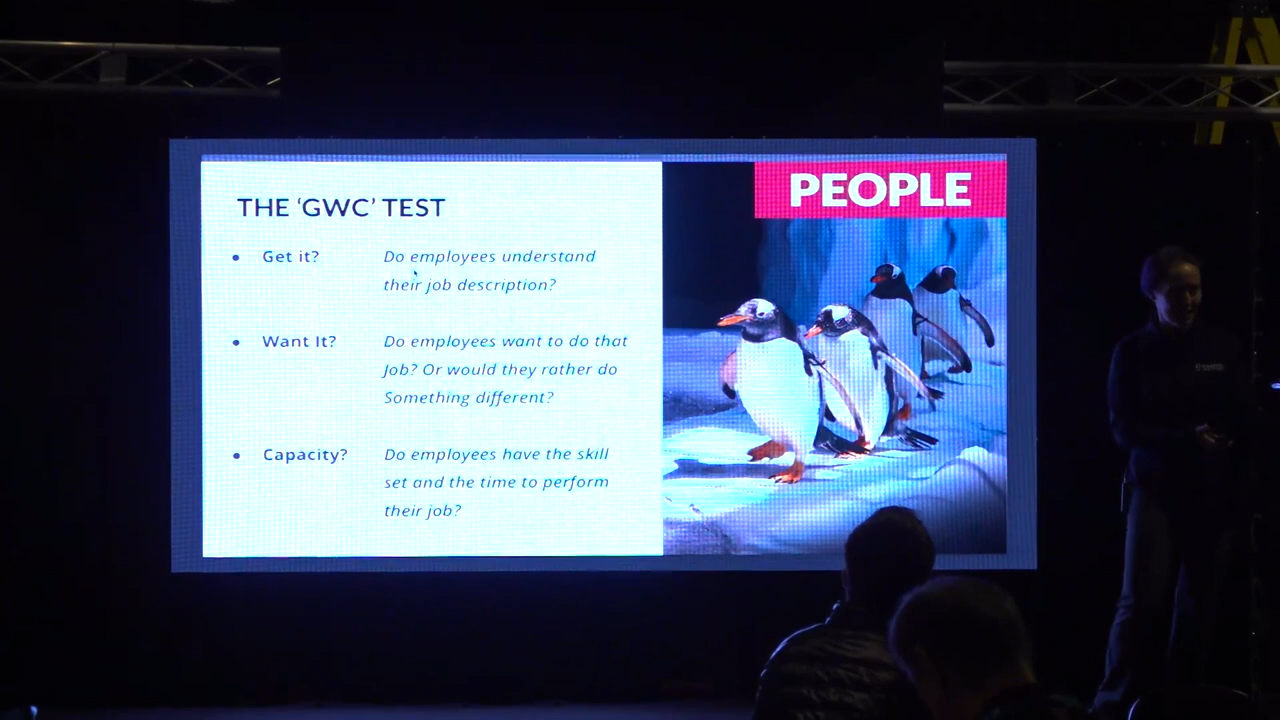 THE ‘GWC’ TEST
PEOPLE
• Get it? Do employees understand
their job description?
• Want It? Do employees want to do that
Job? Or would they rather do
Something different?
• Capacity? Do employees have the skill
set and the time to perform
their job?